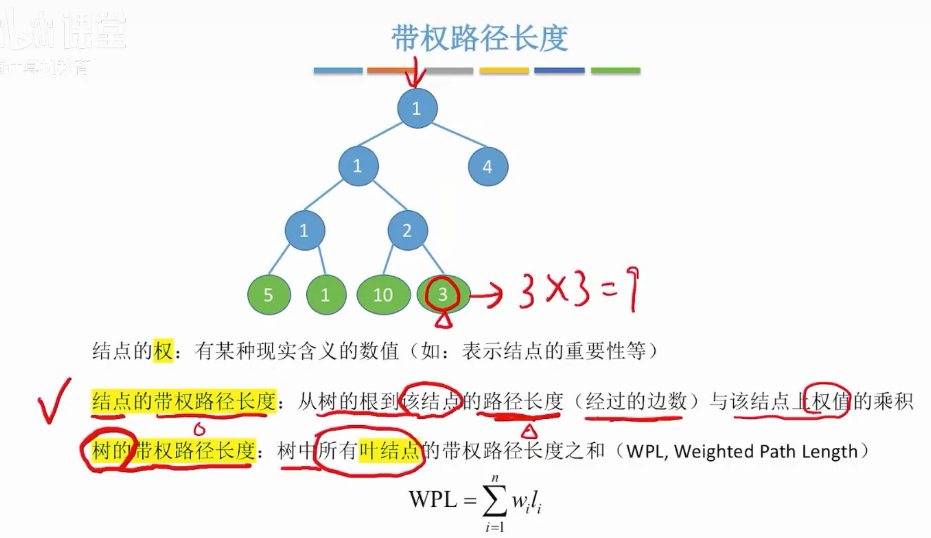 课堂
带权路径长度
1
1 4
1 2
5 1 10 3 3×3=9
结点的权：有某种现实含义的数值（如：表示结点的重要性等）
结点的带权路径长度：从树的根到该结点的路径长度（经过的边数）与该结点上权值的乘积
树的带权路径长度：树中所有叶结点的带权路径长度之和（WPL, Weighted Path Length）
WPL = ∑ᵢ₌₁ⁿ wᵢlᵢ